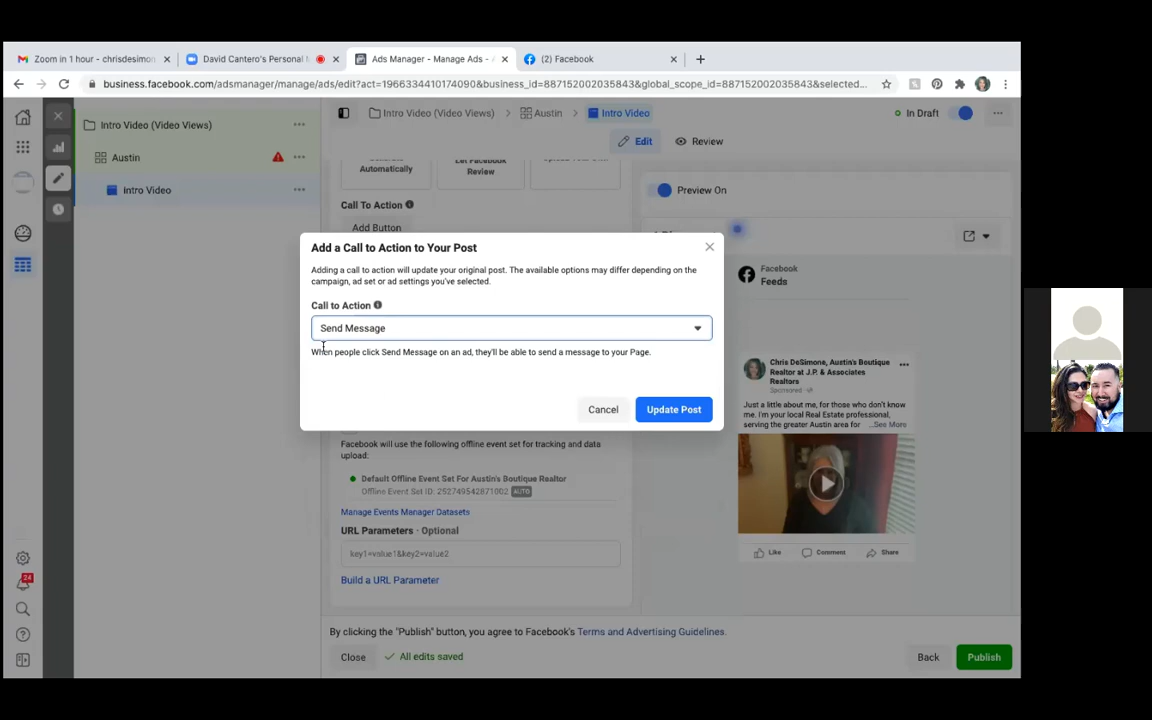 Zoom in 1 hour - chrisdesimon
David Cantero's Personal
Ads Manager - Manage Ads -
(2) Facebook
business.facebook.com/adsmanager/manage/ads/edit?act=1966334410174090&business_id=887152002035843&global_scope_id=887152002035843&selected...
Intro Video (Video Views)
Austin
Intro Video
Intro Video (Video Views)
Austin
Intro Video
In Draft
Edit
Review
Automatically
Let Facebook
Review
Preview On
Call To Action
Add Button
Add a Call to Action to Your Post
Adding a call to action will update your original post. The available options may differ depending on the
campaign, ad set or ad settings you've selected.
Call to Action
Send Message
When people click Send Message on an ad, they'll be able to send a message to your Page.
Cancel
Update Post
Facebook
Feeds
Chris DeSimone, Austin's Boutique
Realtor at J.P. & Associates
Realtors
Sponsored
Just a little about me, for those who don't know
me. I'm your local Real Estate professional,
serving the greater Austin area for ...See More
Like
Comment
Share
Facebook will use the following offline event set for tracking and data
upload:
Default Offline Event Set For Austin's Boutique Realtor
Offline Event Set ID: 252749542871002 AUTO
Manage Events Manager Datasets
URL Parameters · Optional
key1=value1&key2=value2
Build a URL Parameter
24
By clicking the "Publish" button, you agree to Facebook's Terms and Advertising Guidelines.
Close
All edits saved
Back
Publish